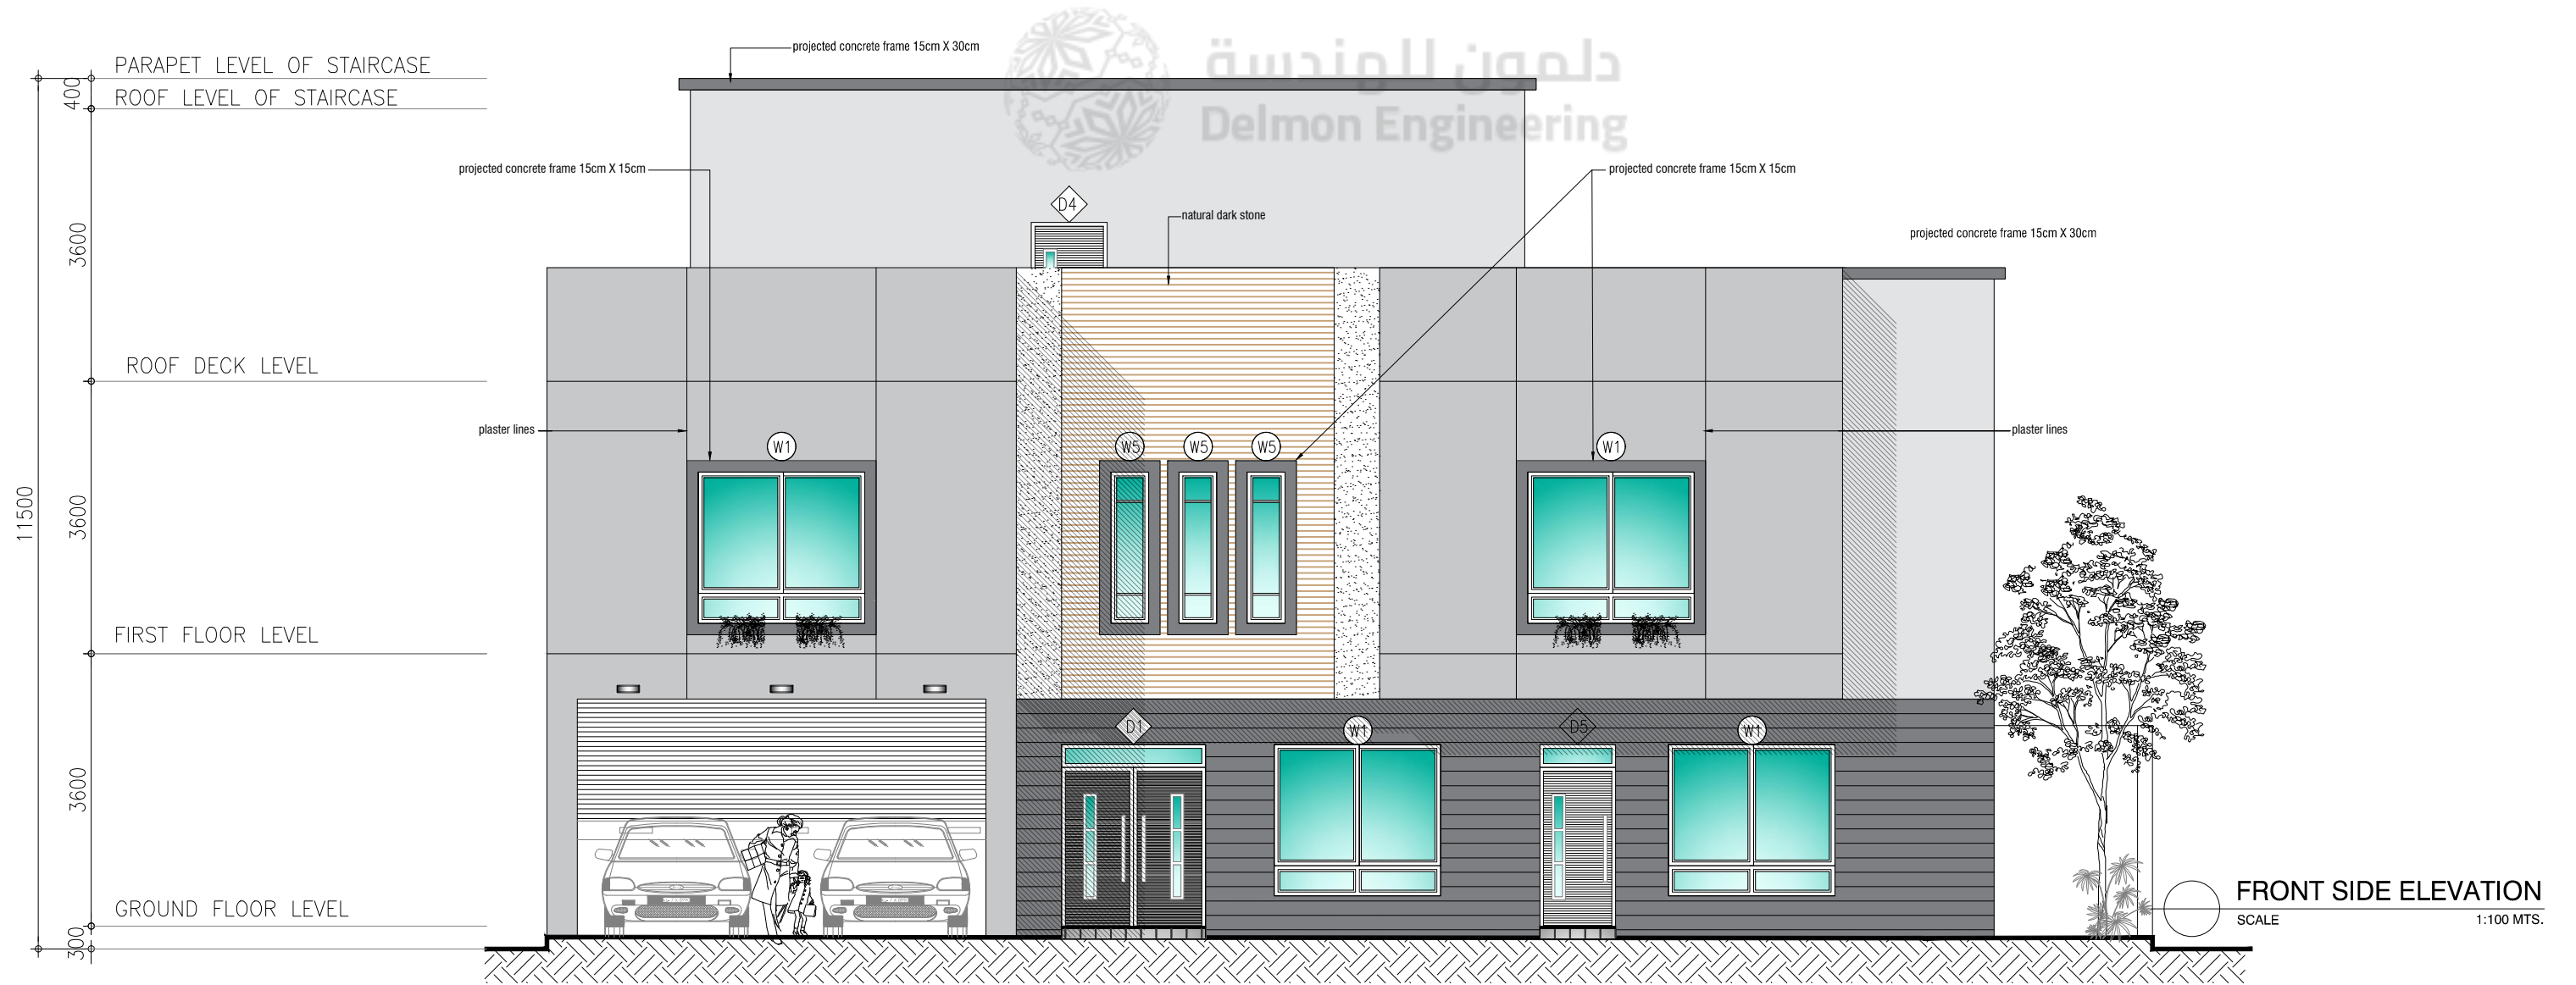 projected concrete frame 15cm X 30cm
دلمون للهندسة
Delmon Engineering
PARAPET LEVEL OF STAIRCASE
400
ROOF LEVEL OF STAIRCASE
projected concrete frame 15cm X 15cm
projected concrete frame 15cm X 15cm
D4
natural dark stone
3600
projected concrete frame 15cm X 30cm
ROOF DECK LEVEL
plaster lines
W1
W5
W5
W5
W1
plaster lines
11500
3600
FIRST FLOOR LEVEL
D1
W1
D5
W1
3600
GROUND FLOOR LEVEL
300
FRONT SIDE ELEVATION
SCALE
1:100 MTS.